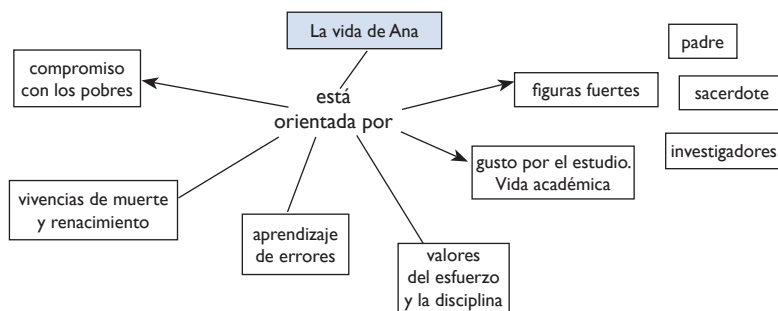 La vida de Ana
padre
compromiso
con los pobres
figuras fuertes
sacerdote
está
orientada por
investigadores
gusto por el estudio.
Vida académica
vivencias de muerte
y renacimiento
aprendizaje
de errores
valores
del esfuerzo
y la disciplina